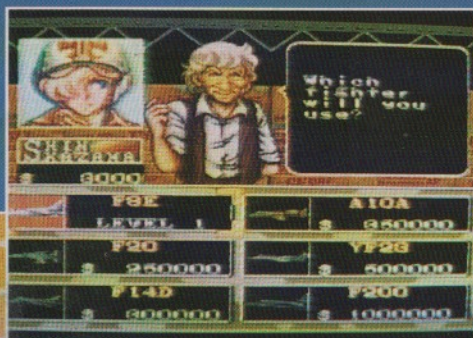 Which
fighter
will you
use?
SHIN
KAZAMA
$ 3000
F8E
LEVEL 1
A10A
$ 350000
F20
$ 250000
YF23
$ 500000
F14D
$ 300000
F200
$ 1000000